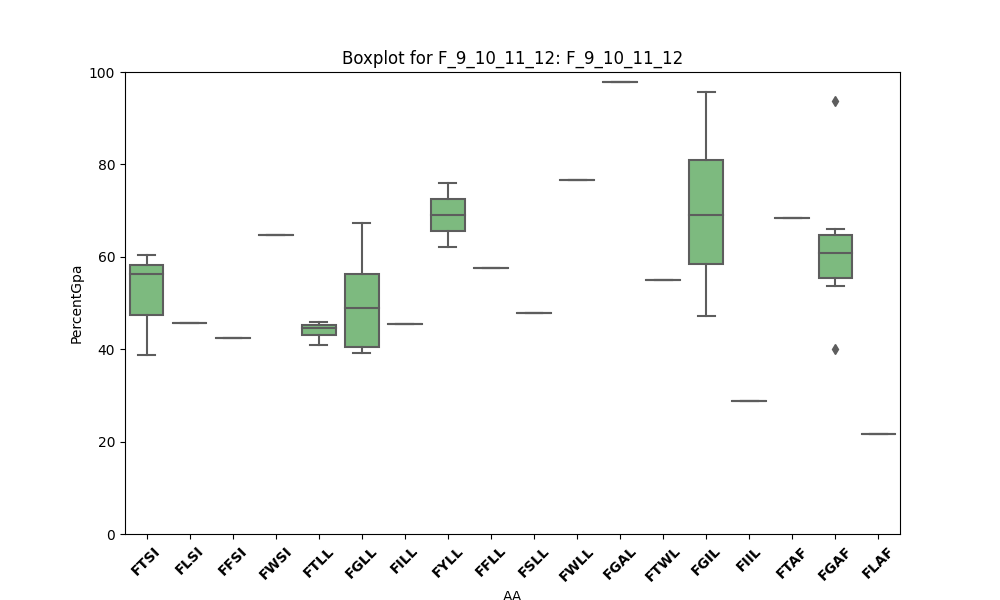 Boxplot for F_9_10_11_12: F_9_10_11_12
100
80
60
40
20
0
PercentGpa
FTSI
FLSI
FFSI
FWSI
FTLL
FGLL
FILL
FYLL
FFLL
FSLL
FWLL
FGAL
FTWL
FGIL
FIIL
FTAF
FGAF
FLAF
AA